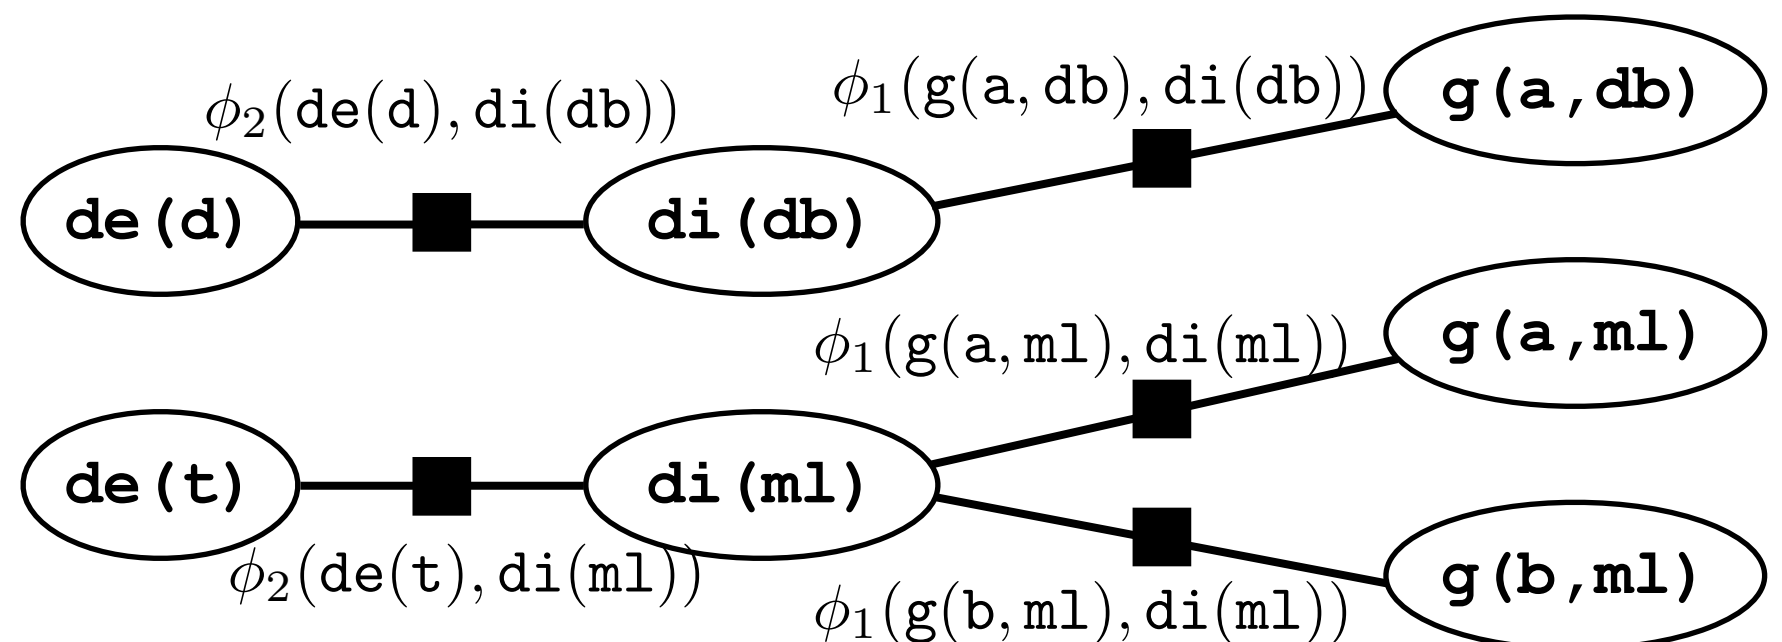 ϕ₁(g(a,db),di(db))
g(a,db)
ϕ₂(de(d),di(db))
de(d)
di(db)
ϕ₁(g(a,ml),di(ml))
g(a,ml)
de(t)
di(ml)
ϕ₂(de(t),di(ml))
g(b,ml)
ϕ₁(g(b,ml),di(ml))